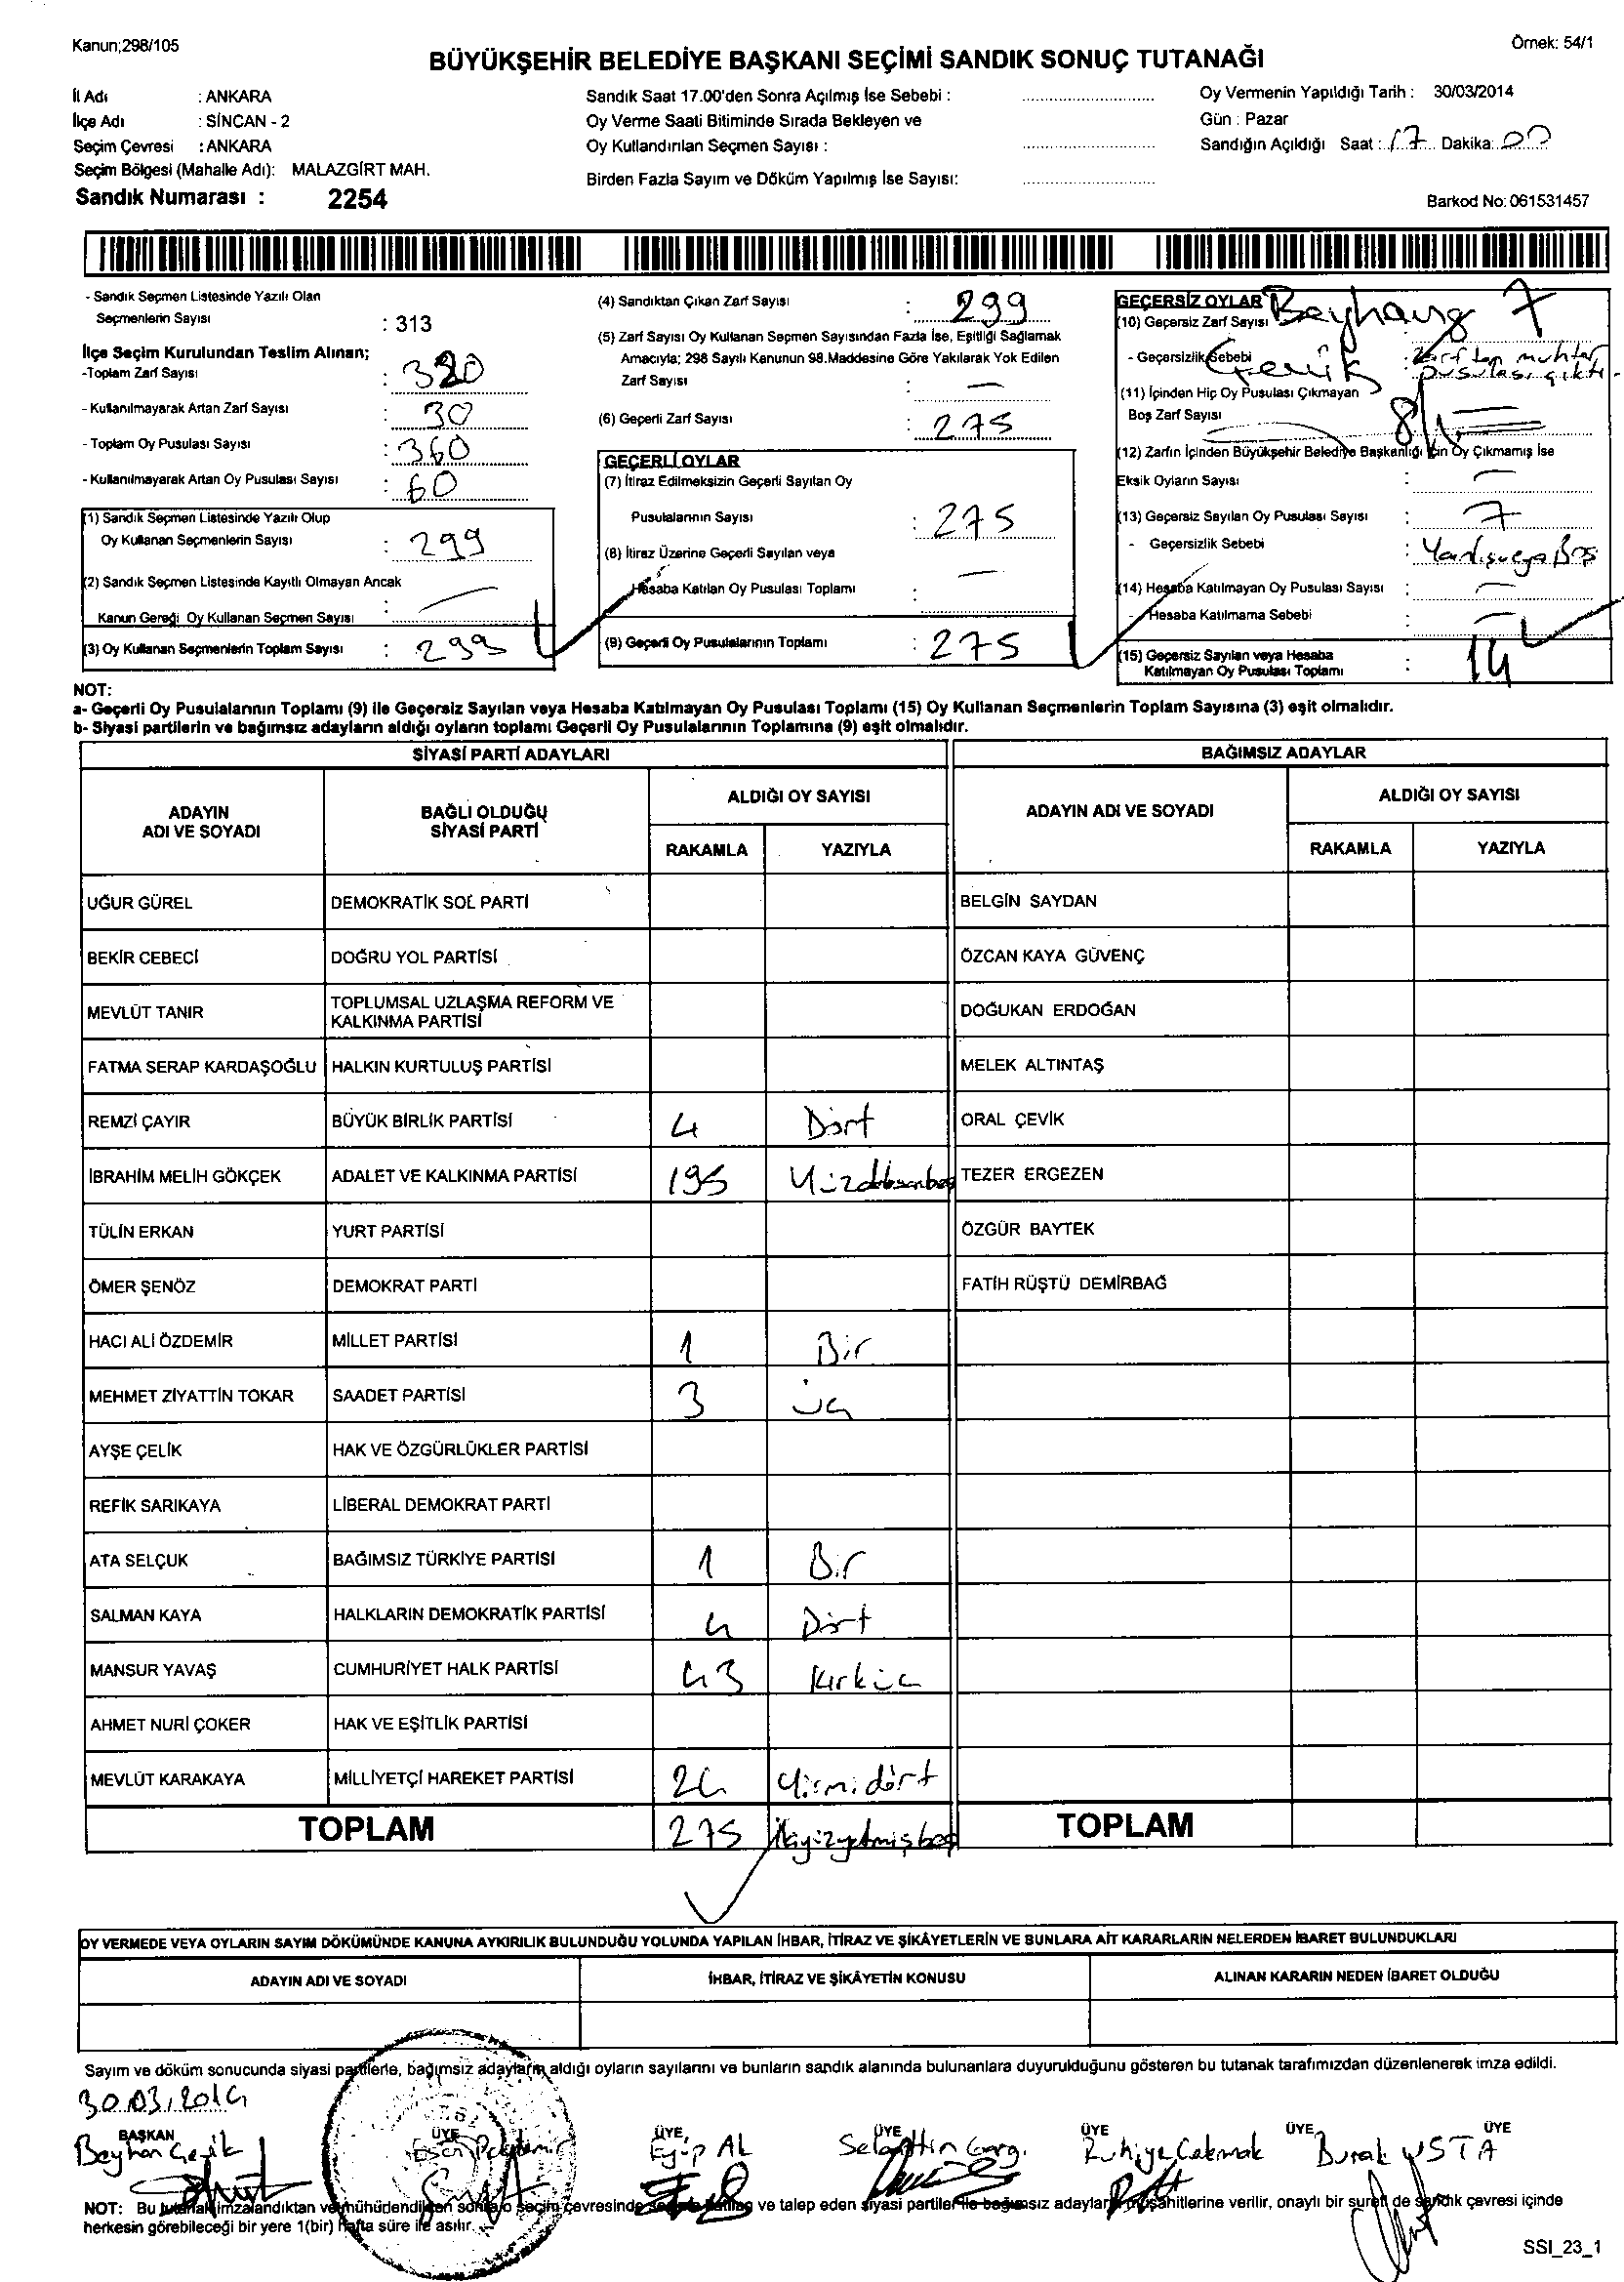 Kanun;298/105
Örnek: 54/1
BÜYÜKŞEHİR BELEDİYE BAŞKANI SEÇİMİ SANDIK SONUÇ TUTANAĞI
İl Adı : ANKARA
İlçe Adı : SİNCAN - 2
Seçim Çevresi : ANKARA
Seçim Bölgesi (Mahalle Adı): MALAZGİRT MAH.
Sandık Numarası : 2254
Sandık Saat 17.00'den Sonra Açılmış İse Sebebi :
Oy Verme Saati Bitiminde Sırada Bekleyen ve
Oy Kullandırılan Seçmen Sayısı :
Birden Fazla Sayım ve Döküm Yapılmış İse Sayısı:
Oy Vermenin Yapıldığı Tarih : 30/03/2014
Gün : Pazar
Sandığın Açıldığı Saat : 17 Dakika: 00
Barkod No: 061531457
- Sandık Seçmen Listesinde Yazılı Olan
Seçmenlerin Sayısı : 313
İlçe Seçim Kurulundan Teslim Alınan;
-Toplam Zarf Sayısı : 320
- Kullanılmayarak Artan Zarf Sayısı : 30
- Toplam Oy Pusulası Sayısı : 360
- Kullanılmayarak Artan Oy Pusulası Sayısı : 60
(1) Sandık Seçmen Listesinde Yazılı Olup
Oy Kullanan Seçmenlerin Sayısı : 299
(2) Sandık Seçmen Listesinde Kayıtlı Olmayan Ancak
Kanun Gereği Oy Kullanan Seçmen Sayısı : —
(3) Oy Kullanan Seçmenlerin Toplam Sayısı : 299
(4) Sandıktan Çıkan Zarf Sayısı : 299
(5) Zarf Sayısı Oy Kullanan Seçmen Sayısından Fazla İse, Eşitliği Sağlamak
Amacıyla; 298 Sayılı Kanunun 98.Maddesine Göre Yakılarak Yok Edilen
Zarf Sayısı : —
(6) Geçerli Zarf Sayısı : 275
GEÇERLİ OYLAR
(7) İtiraz Edilmeksizin Geçerli Sayılan Oy
Pusulalarının Sayısı : 275
(8) İtiraz Üzerine Geçerli Sayılan veya
Hesaba Katılan Oy Pusulası Toplamı : —
(9) Geçerli Oy Pusulalarının Toplamı : 275
GEÇERSİZ OYLAR Beyhan
(10) Geçersiz Zarf Sayısı 7
- Geçersizlik Sebebi : Zarftan muhtar
pusulası çıktı
(11) İçinden Hiç Oy Pusulası Çıkmayan
Boş Zarf Sayısı
(12) Zarfın İçinden Büyükşehir Belediye Başkanlığı İçin Oy Çıkmamış İse
Eksik Oyların Sayısı : —
(13) Geçersiz Sayılan Oy Pusulası Sayısı : 7
- Geçersizlik Sebebi :
(14) Hesaba Katılmayan Oy Pusulası Sayısı : —
- Hesaba Katılmama Sebebi : —
(15) Geçersiz Sayılan veya Hesaba
Katılmayan Oy Pusulası Toplamı : 14
NOT:
a- Geçerli Oy Pusulalarının Toplamı (9) ile Geçersiz Sayılan veya Hesaba Katılmayan Oy Pusulası Toplamı (15) Oy Kullanan Seçmenlerin Toplam Sayısına (3) eşit olmalıdır.
b- Siyasi partilerin ve bağımsız adayların aldığı oyların toplamı Geçerli Oy Pusulalarının Toplamına (9) eşit olmalıdır.
SİYASİ PARTİ ADAYLARI
BAĞIMSIZ ADAYLAR
ADAYIN
ADI VE SOYADI
BAĞLI OLDUĞU
SİYASİ PARTİ
ALDIĞI OY SAYISI
RAKAMLA YAZIYLA
ADAYIN ADI VE SOYADI
ALDIĞI OY SAYISI
RAKAMLA YAZIYLA
UĞUR GÜREL DEMOKRATİK SOL PARTİ BELGİN SAYDAN
BEKİR CEBECİ DOĞRU YOL PARTİSİ ÖZCAN KAYA GÜVENÇ
MEVLÜT TANIR TOPLUMSAL UZLAŞMA REFORM VE
KALKINMA PARTİSİ DOĞUKAN ERDOĞAN
FATMA SERAP KARDAŞOĞLU HALKIN KURTULUŞ PARTİSİ MELEK ALTINTAŞ
REMZİ ÇAYIR BÜYÜK BİRLİK PARTİSİ 4 Dört ORAL ÇEVİK
İBRAHİM MELİH GÖKÇEK ADALET VE KALKINMA PARTİSİ 195 Yüzdoksanbeş TEZER ERGEZEN
TÜLİN ERKAN YURT PARTİSİ ÖZGÜR BAYTEK
ÖMER ŞENÖZ DEMOKRAT PARTİ FATİH RÜŞTÜ DEMİRBAĞ
HACI ALİ ÖZDEMİR MİLLET PARTİSİ 1 Bir
MEHMET ZİYATTİN TOKAR SAADET PARTİSİ 3 üç
AYŞE ÇELİK HAK VE ÖZGÜRLÜKLER PARTİSİ
REFİK SARIKAYA LİBERAL DEMOKRAT PARTİ
ATA SELÇUK BAĞIMSIZ TÜRKİYE PARTİSİ 1 Bir
SALMAN KAYA HALKLARIN DEMOKRATİK PARTİSİ 4 Dört
MANSUR YAVAŞ CUMHURİYET HALK PARTİSİ 43 Kırküç
AHMET NURİ ÇOKER HAK VE EŞİTLİK PARTİSİ
MEVLÜT KARAKAYA MİLLİYETÇİ HAREKET PARTİSİ 24 Yirmidört
TOPLAM 275 İkiyüzyetmişbeş TOPLAM
OY VERMEDE VEYA OYLARIN SAYIM DÖKÜMÜNDE KANUNA AYKIRILIK BULUNDUĞU YOLUNDA YAPILAN İHBAR, İTİRAZ VE ŞİKÂYETLERİN VE BUNLARA AİT KARARLARIN NELERDEN İBARET BULUNDUKLARI
ADAYIN ADI VE SOYADI İHBAR, İTİRAZ VE ŞİKÂYETİN KONUSU ALINAN KARARIN NEDEN İBARET OLDUĞU
Sayım ve döküm sonucunda siyasi partilerle, bağımsız adayların aldığı oyların sayılarını ve bunların sandık alanında bulunanlara duyurulduğunu gösteren bu tutanak tarafımızdan düzenlenerek imza edildi.
30.03.2014
BAŞKAN ÜYE ÜYE ÜYE ÜYE ÜYE ÜYE
Beyhan Eyüp AL Selahttin Ruhiye Cakmak Burak USTA
NOT: Bu tutanak imzalandıktan ve mühürlendikten sonra o seçim çevresinde seçime katılan ve talep eden siyasi partiler ile bağımsız adayların müşahitlerine verilir, onaylı bir sureti de sandık çevresi içinde
herkesin görebileceği bir yere 1(bir) hafta süre ile asılır.
SSI_23_1